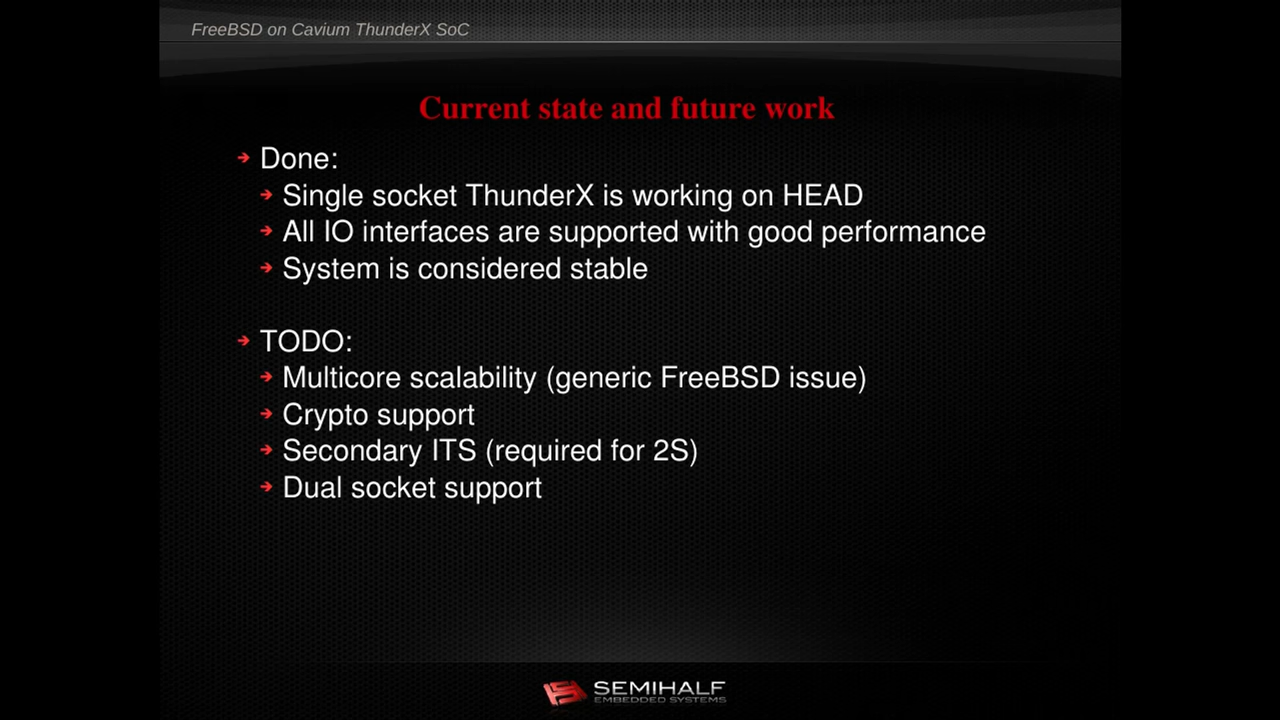 FreeBSD on Cavium ThunderX SoC
Current state and future work
Done:
Single socket ThunderX is working on HEAD
All IO interfaces are supported with good performance
System is considered stable
TODO:
Multicore scalability (generic FreeBSD issue)
Crypto support
Secondary ITS (required for 2S)
Dual socket support
SEMIHALF
EMBEDDED SYSTEMS